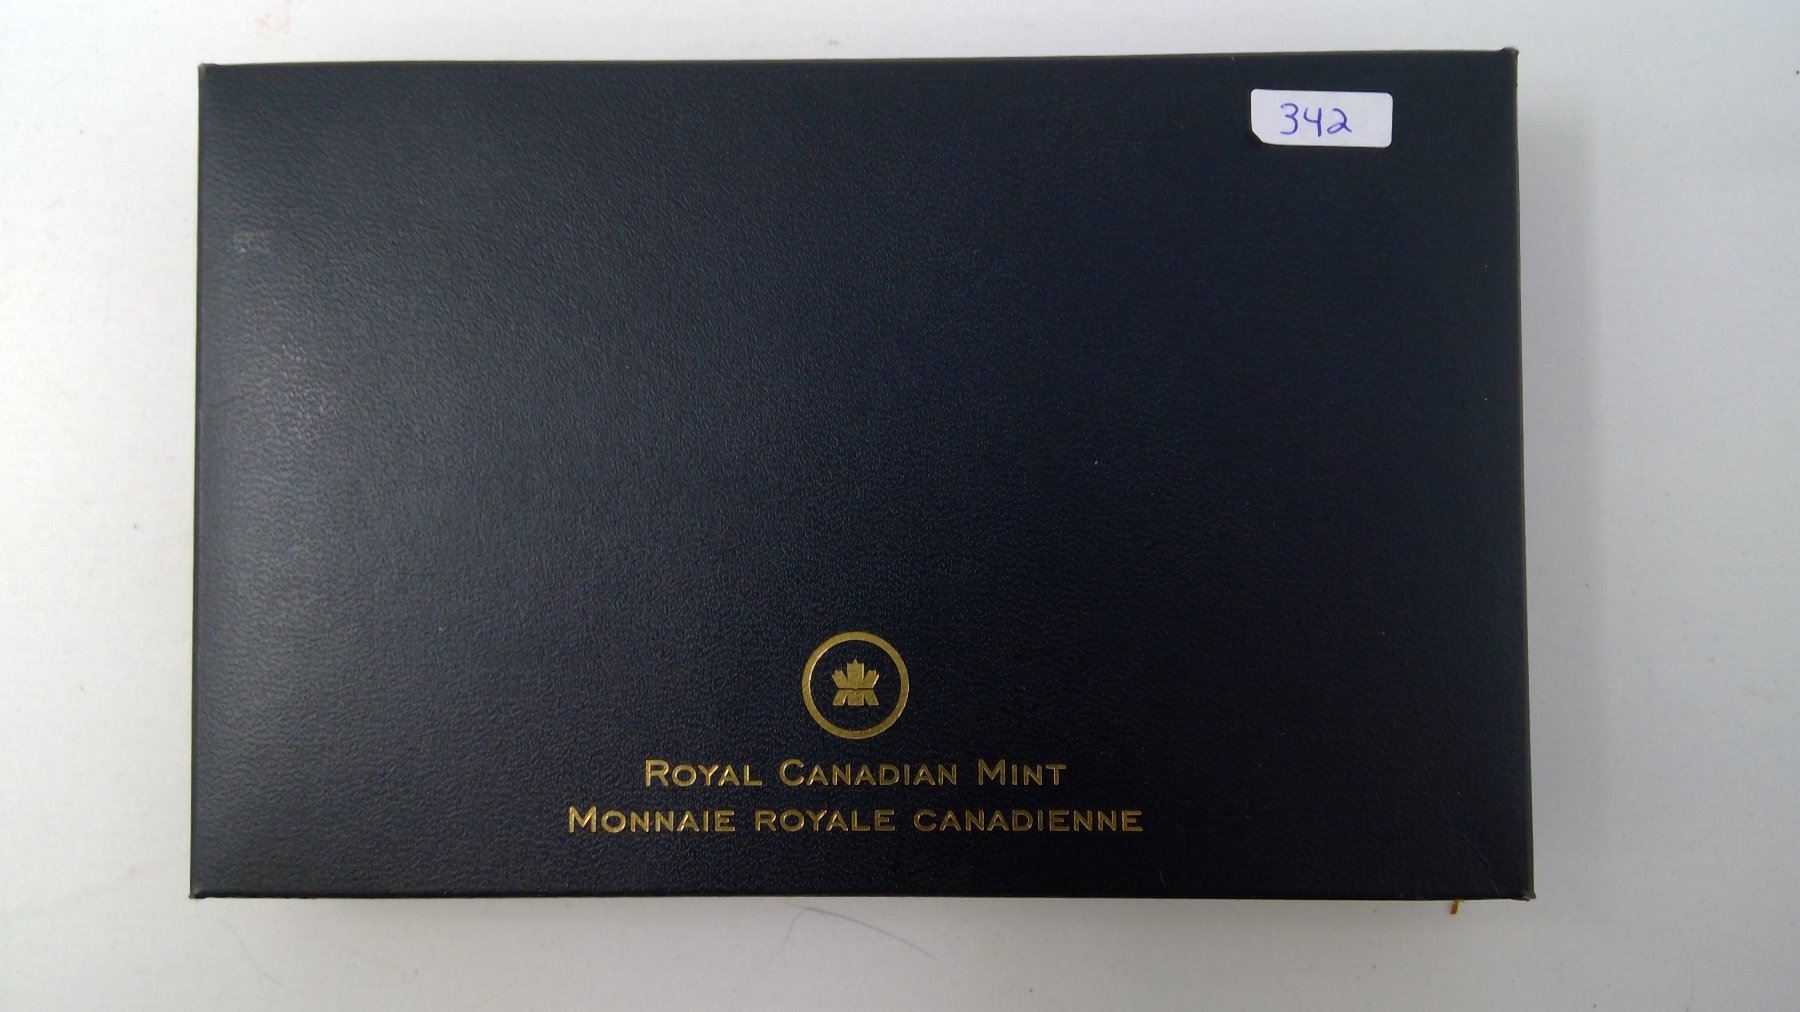 342
ROYAL CANADIAN MINT
MONNAIE ROYALE CANADIENNE